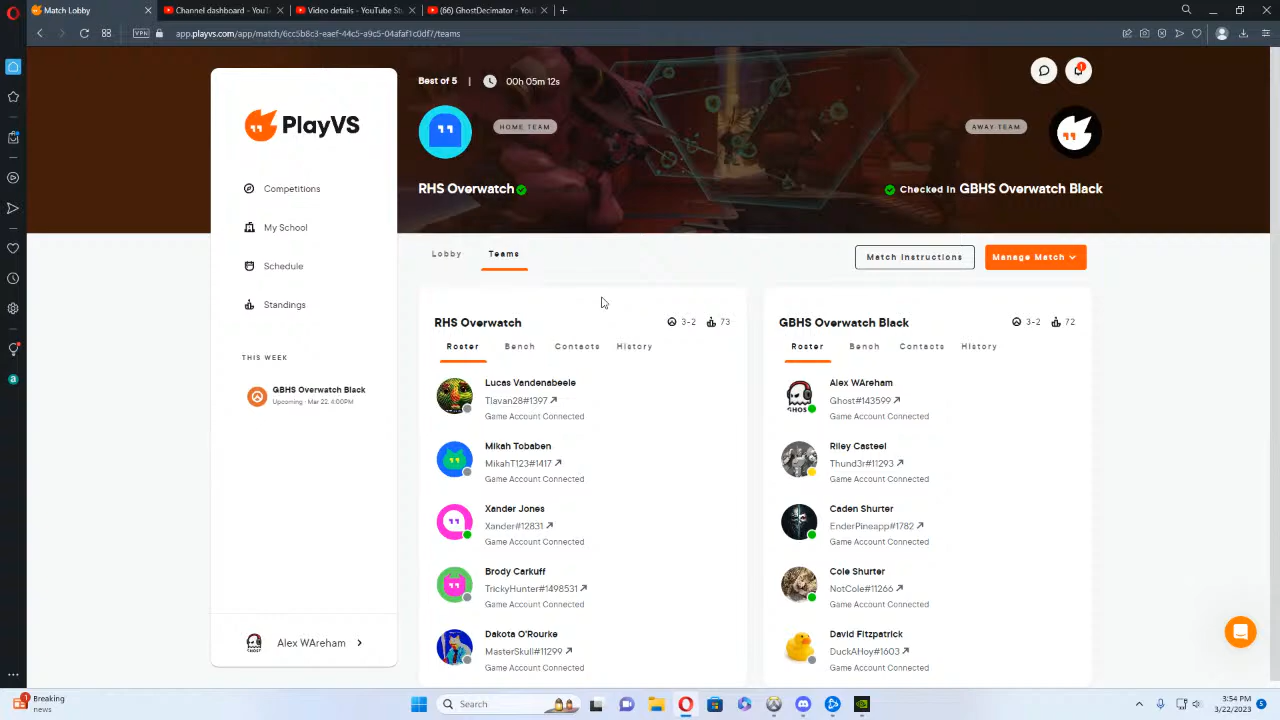 Match Lobby
Channel dashboard - YouT
Video details - YouTube Stu
(66) GhostDecimator - YouTu
VPN
app.playvs.com/app/match/6cc5b8c3-eaef-44c5-a9c5-04afaf1c0df7/teams
Best of 5 | 00h 05m 12s
PlayVS
HOME TEAM
AWAY TEAM
RHS Overwatch
Checked in GBHS Overwatch Black
Competitions
My School
Schedule
Standings
THIS WEEK
GBHS Overwatch Black
Upcoming · Mar 22, 4:00PM
Alex WAreham
Lobby
Teams
Match Instructions
Manage Match
RHS Overwatch
3-2
73
Roster
Bench
Contacts
History
Lucas Vandenabeele
Tlavan28#1397
Game Account Connected
Mikah Tobaben
MikahT123#1417
Game Account Connected
Xander Jones
Xander#12831
Game Account Connected
Brody Carkuff
TrickyHunter#1498531
Game Account Connected
Dakota O'Rourke
MasterSkull#11299
Game Account Connected
GBHS Overwatch Black
3-2
72
Roster
Bench
Contacts
History
GHOST
Alex WAreham
Ghost#143599
Game Account Connected
Riley Casteel
Thund3r#11293
Game Account Connected
Caden Shurter
EnderPineapp#1782
Game Account Connected
Cole Shurter
NotCole#11266
Game Account Connected
David Fitzpatrick
DuckAHoy#1603
Game Account Connected
1
Breaking
news
Search
3:54 PM
3/22/2023
5